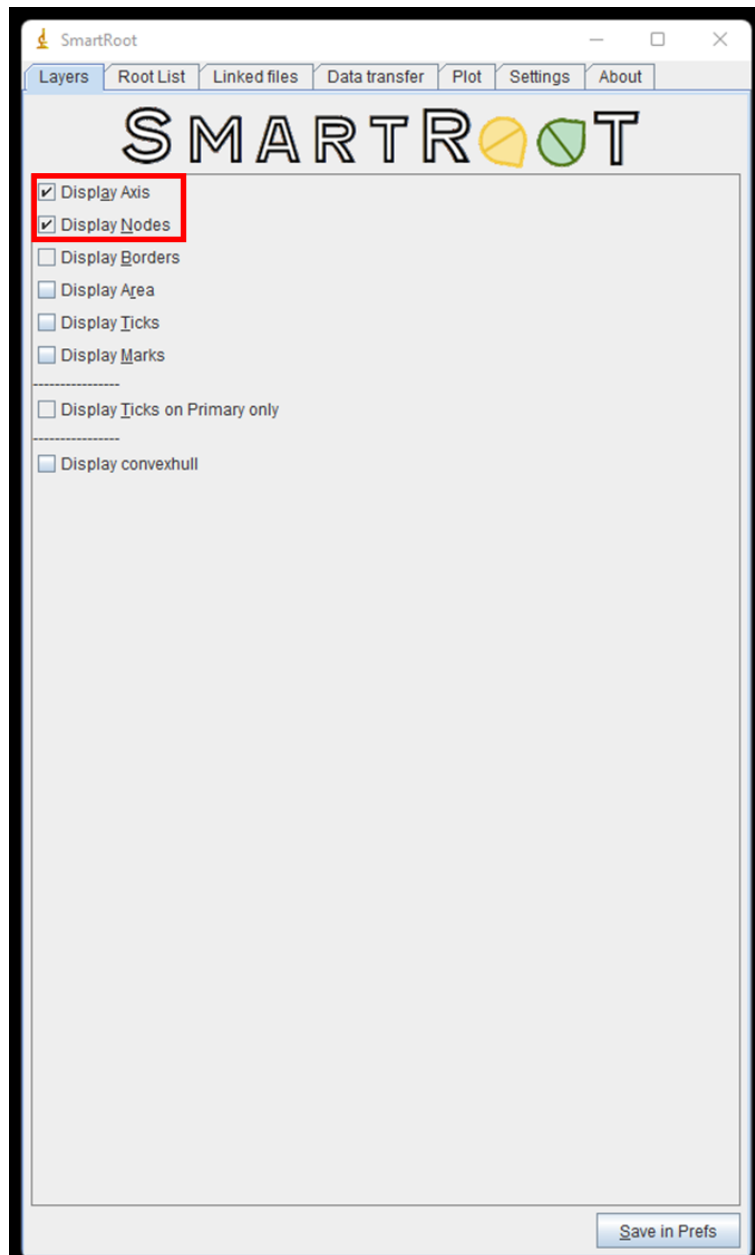 SmartRoot
Layers Root List Linked files Data transfer Plot Settings About
SMARTROOT
Display Axis
Display Nodes
Display Borders
Display Area
Display Ticks
Display Marks
----------------
Display Ticks on Primary only
----------------
Display convexhull
Save in Prefs